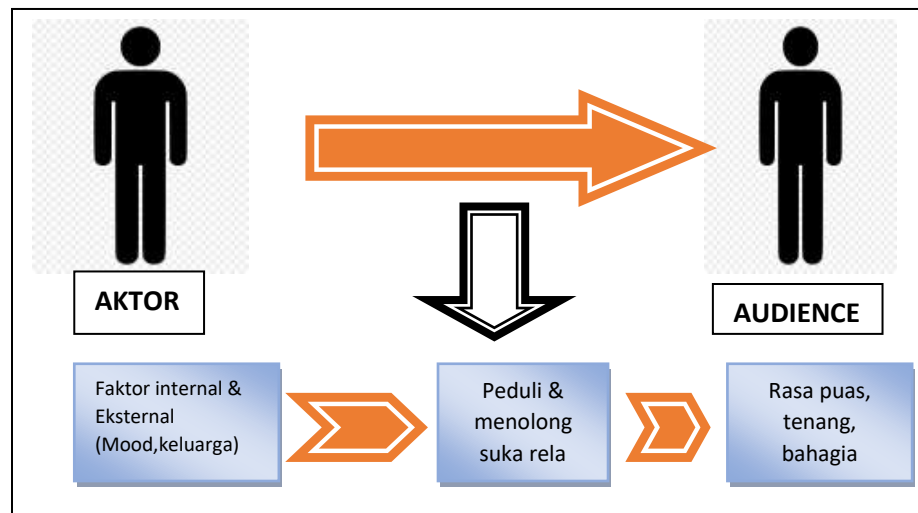 AKTOR
AUDIENCE
Faktor internal &
Eksternal
(Mood,keluarga)
Peduli &
menolong
suka rela
Rasa puas,
tenang,
bahagia